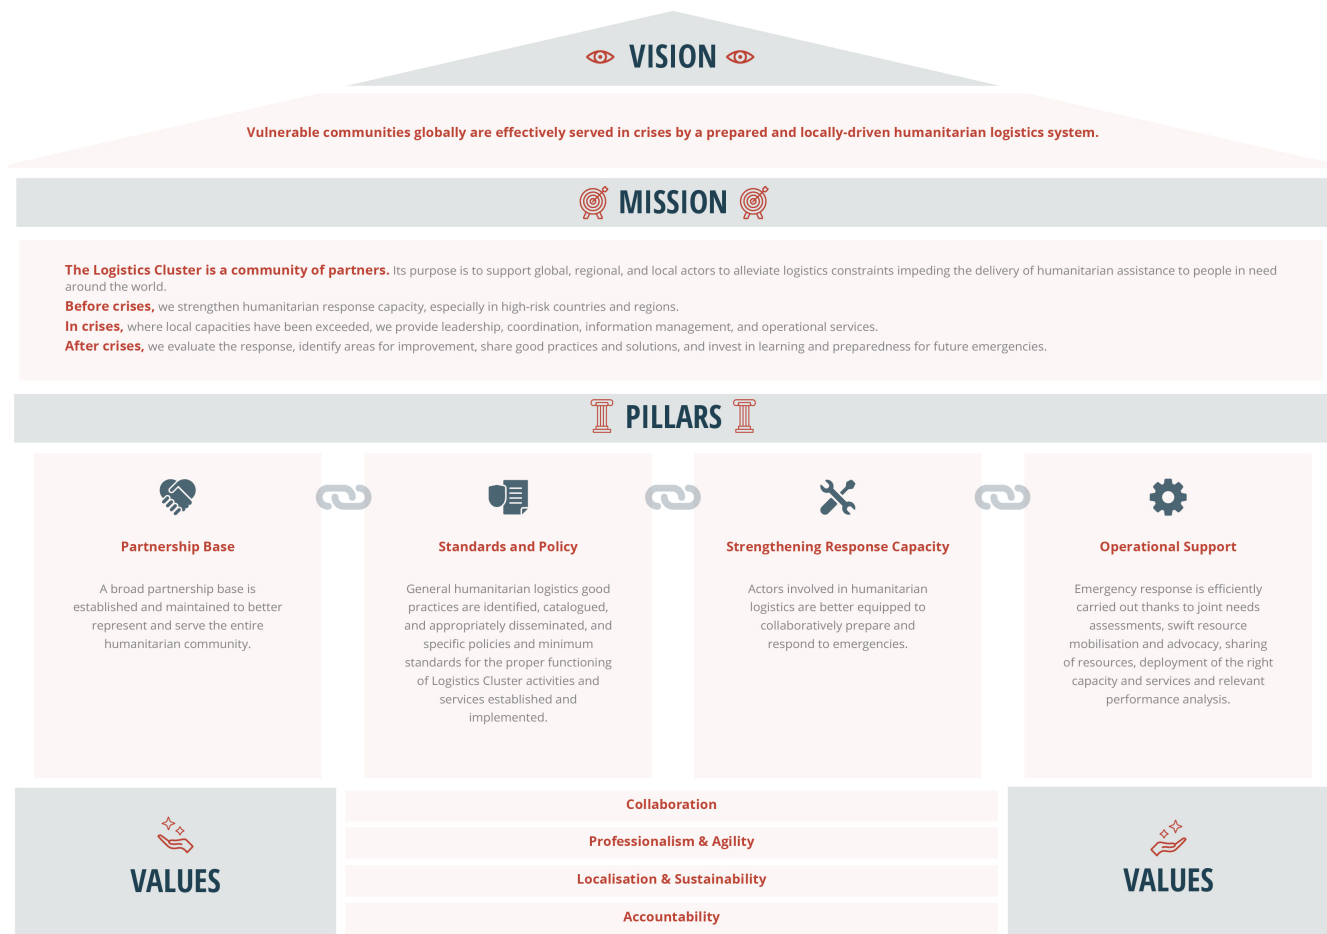 VISION
Vulnerable communities globally are effectively served in crises by a prepared and locally-driven humanitarian logistics system.
MISSION
The Logistics Cluster is a community of partners. Its purpose is to support global, regional, and local actors to alleviate logistics constraints impeding the delivery of humanitarian assistance to people in need
around the world.
Before crises, we strengthen humanitarian response capacity, especially in high-risk countries and regions.
In crises, where local capacities have been exceeded, we provide leadership, coordination, information management, and operational services.
After crises, we evaluate the response, identify areas for improvement, share good practices and solutions, and invest in learning and preparedness for future emergencies.
PILLARS
Partnership Base
A broad partnership base is
established and maintained to better
represent and serve the entire
humanitarian community.
Standards and Policy
General humanitarian logistics good
practices are identified, catalogued,
and appropriately disseminated, and
specific policies and minimum
standards for the proper functioning
of Logistics Cluster activities and
services established and
implemented.
Strengthening Response Capacity
Actors involved in humanitarian
logistics are better equipped to
collaboratively prepare and
respond to emergencies.
Operational Support
Emergency response is efficiently
carried out thanks to joint needs
assessments, swift resource
mobilisation and advocacy, sharing
of resources, deployment of the right
capacity and services and relevant
performance analysis.
VALUES
Collaboration
Professionalism & Agility
Localisation & Sustainability
Accountability
VALUES